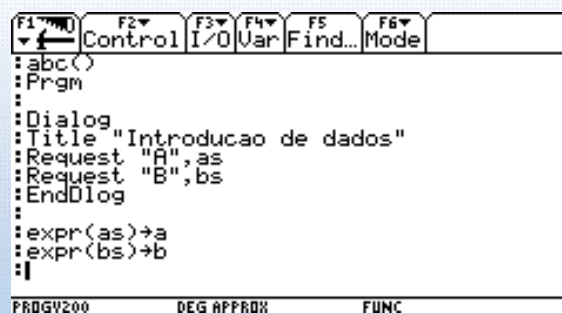 F1 F2 F3 F4 F5 F6
Control I/O Var Find... Mode
:abc()
:Prgm
:
:Dialog
:Title "Introducao de dados"
:Request "A",as
:Request "B",bs
:EndDlog
:
:expr(as)→a
:expr(bs)→b
:
PROGV200 DEG APPROX FUNC